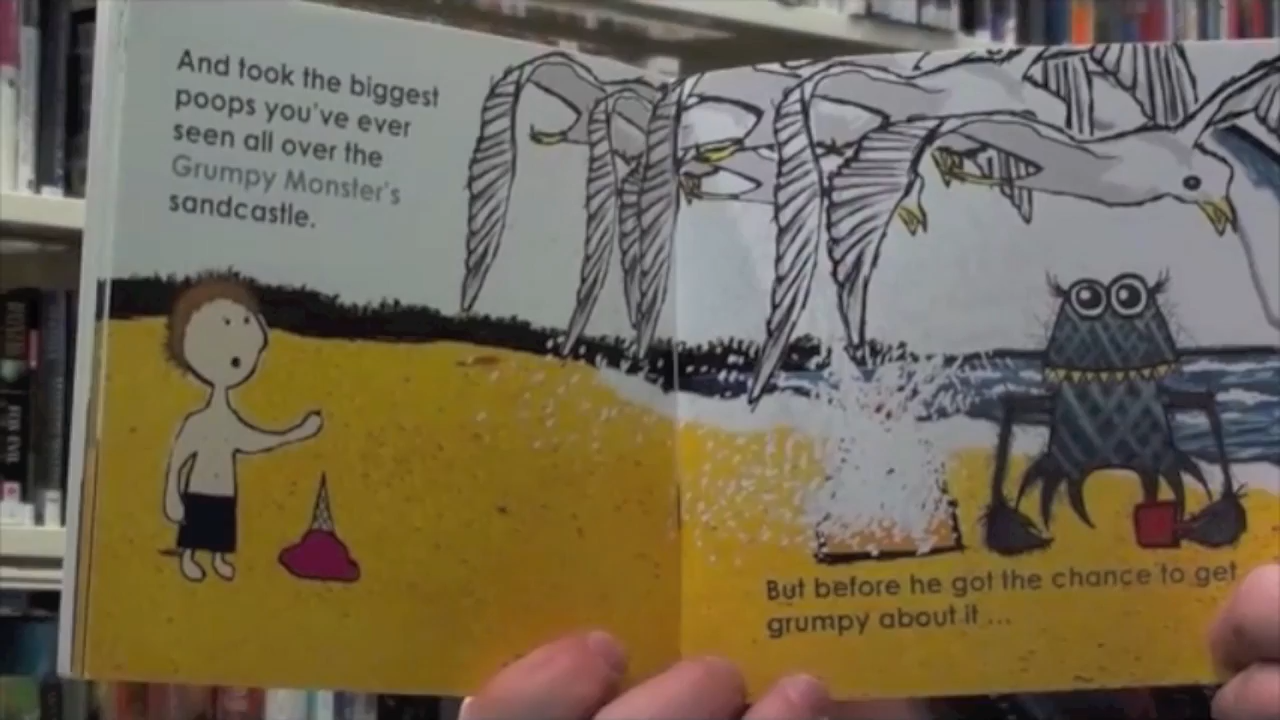 And took the biggest
poops you've ever
seen all over the
Grumpy Monster's
sandcastle.
But before he got the chance to get
grumpy about it ...